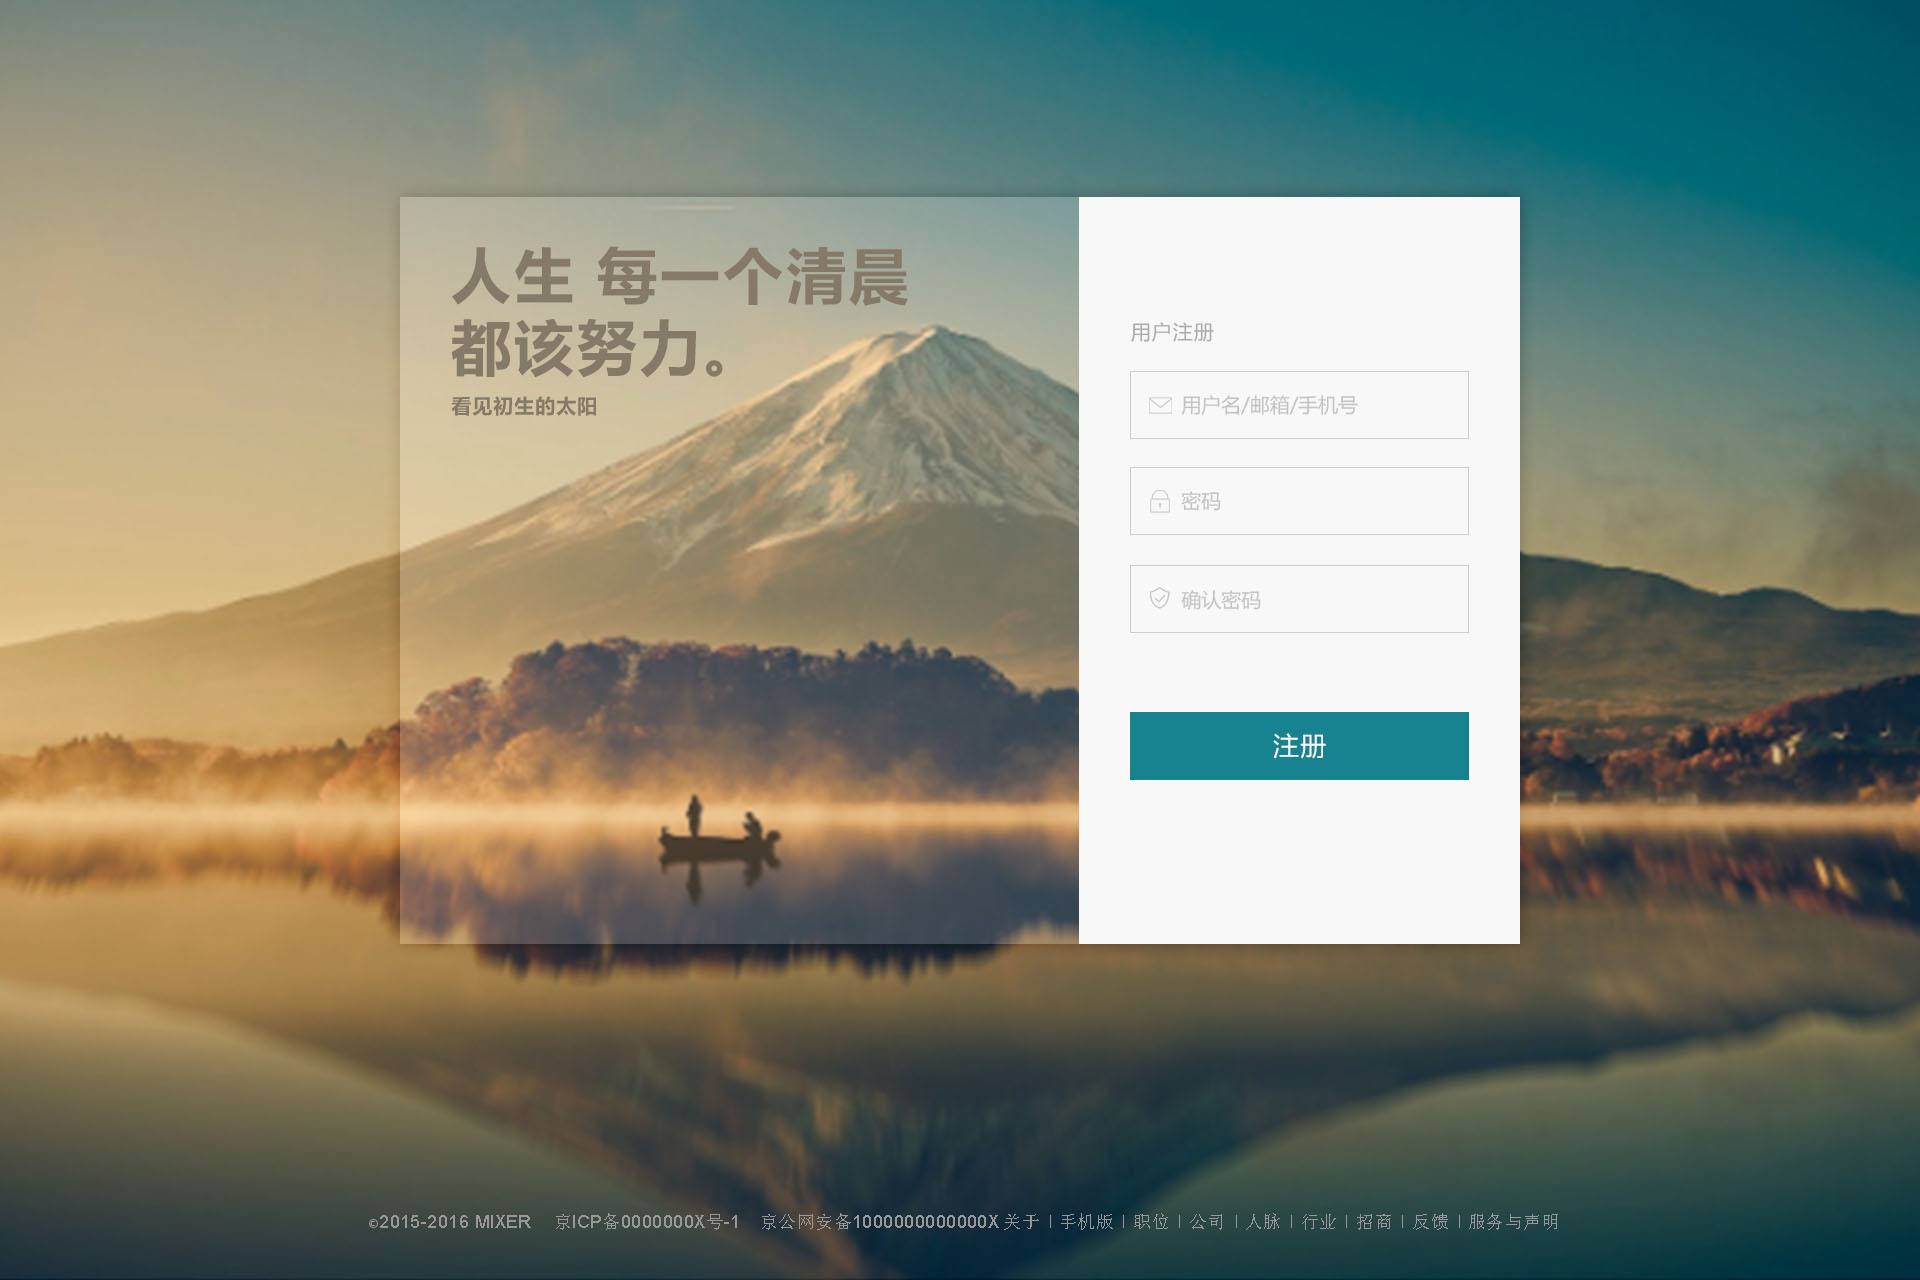 人生 每一个清晨
都该努力。
看见初生的太阳
用户注册
用户名/邮箱/手机号
密码
确认密码
注册
©2015-2016 MIXER 京ICP备0000000X号-1 京公网安备1000000000000X 关于 | 手机版 | 职位 | 公司 | 人脉 | 行业 | 招商 | 反馈 | 服务与声明